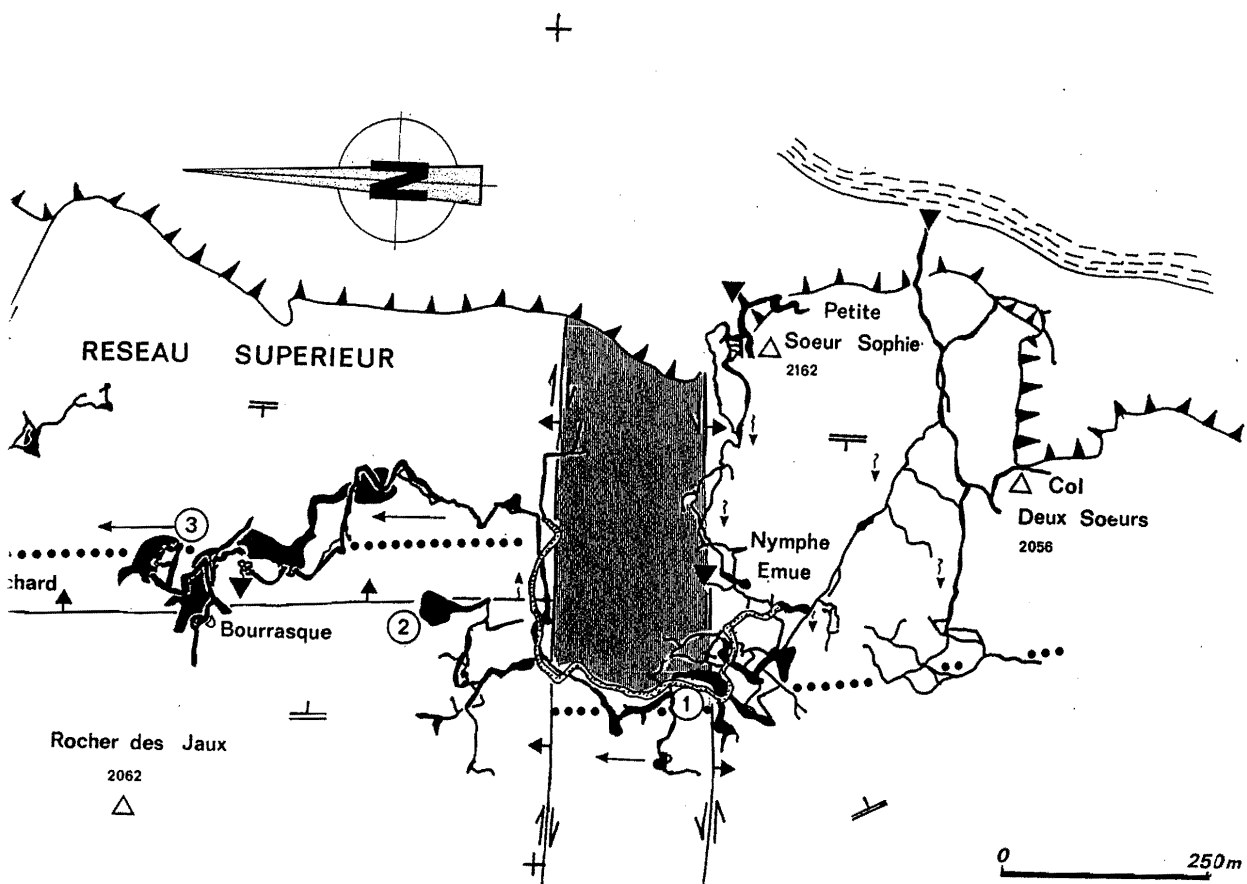 N
RESEAU SUPERIEUR
Petite
Soeur Sophie
2162
Col
Deux Soeurs
2056
Nymphe
Emue
3
chard
Bourrasque
2
1
Rocher des Jaux
2062
0 250m